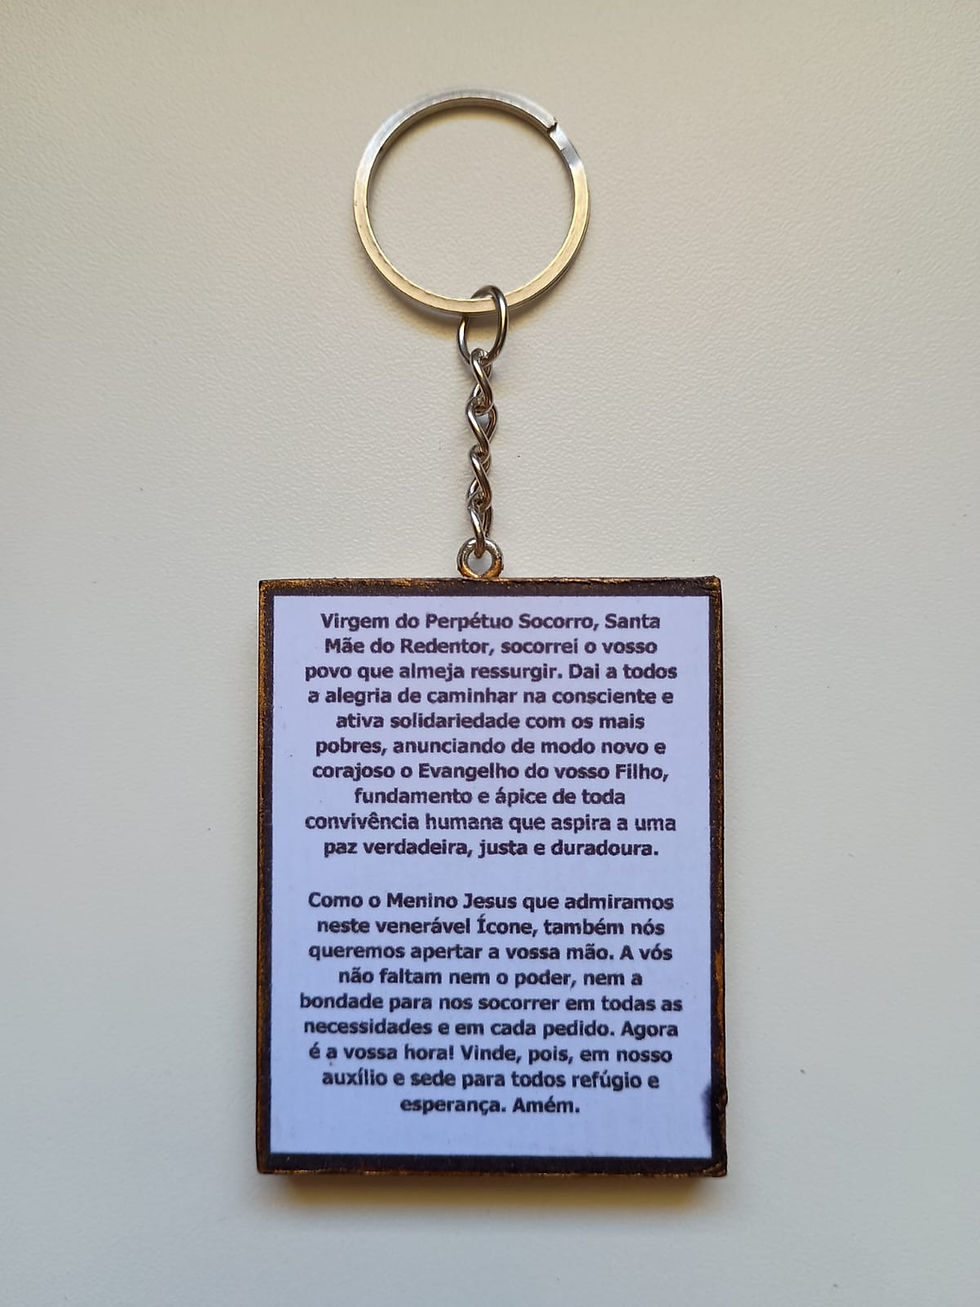 Virgem do Perpétuo Socorro, Santa
Mãe do Redentor, socorrei o vosso
povo que almeja ressurgir. Dai a todos
a alegria de caminhar na consciente e
ativa solidariedade com os mais
pobres, anunciando de modo novo e
corajoso o Evangelho do vosso Filho,
fundamento e ápice de toda
convivência humana que aspira a uma
paz verdadeira, justa e duradoura.
Como o Menino Jesus que admiramos
neste venerável Ícone, também nós
queremos apertar a vossa mão. A vós
não faltam nem o poder, nem a
bondade para nos socorrer em todas as
necessidades e em cada pedido. Agora
é a vossa hora! Vinde, pois, em nosso
auxílio e sede para todos refúgio e
esperança. Amém.